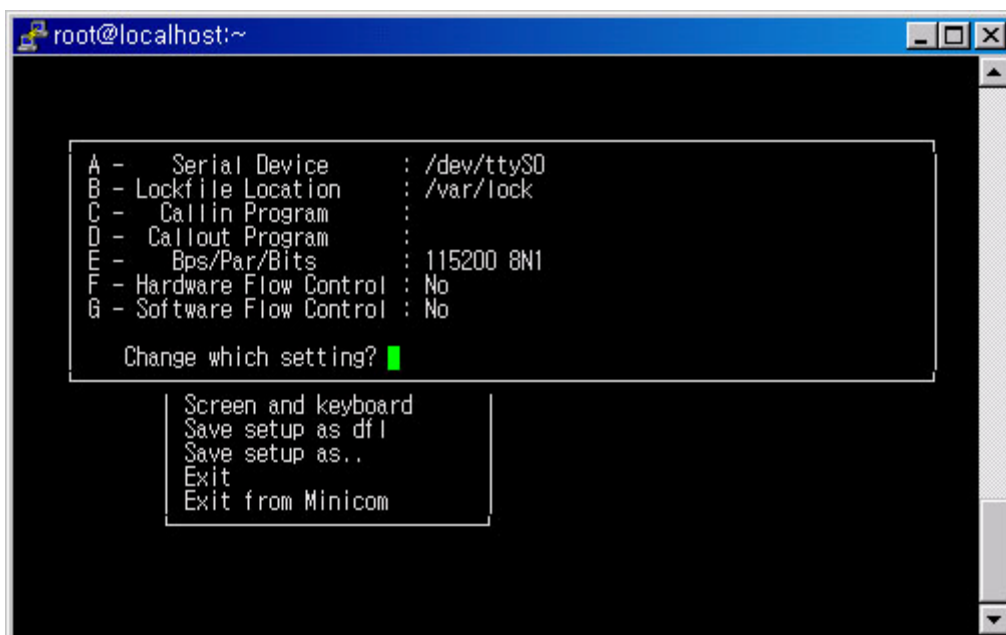 root@localhost:~
A -    Serial Device      : /dev/ttyS0
B - Lockfile Location     : /var/lock
C -   Callin Program      :
D -  Callout Program      :
E -    Bps/Par/Bits       : 115200 8N1
F - Hardware Flow Control : No
G - Software Flow Control : No
Change which setting?
Screen and keyboard
Save setup as dfl
Save setup as..
Exit
Exit from Minicom